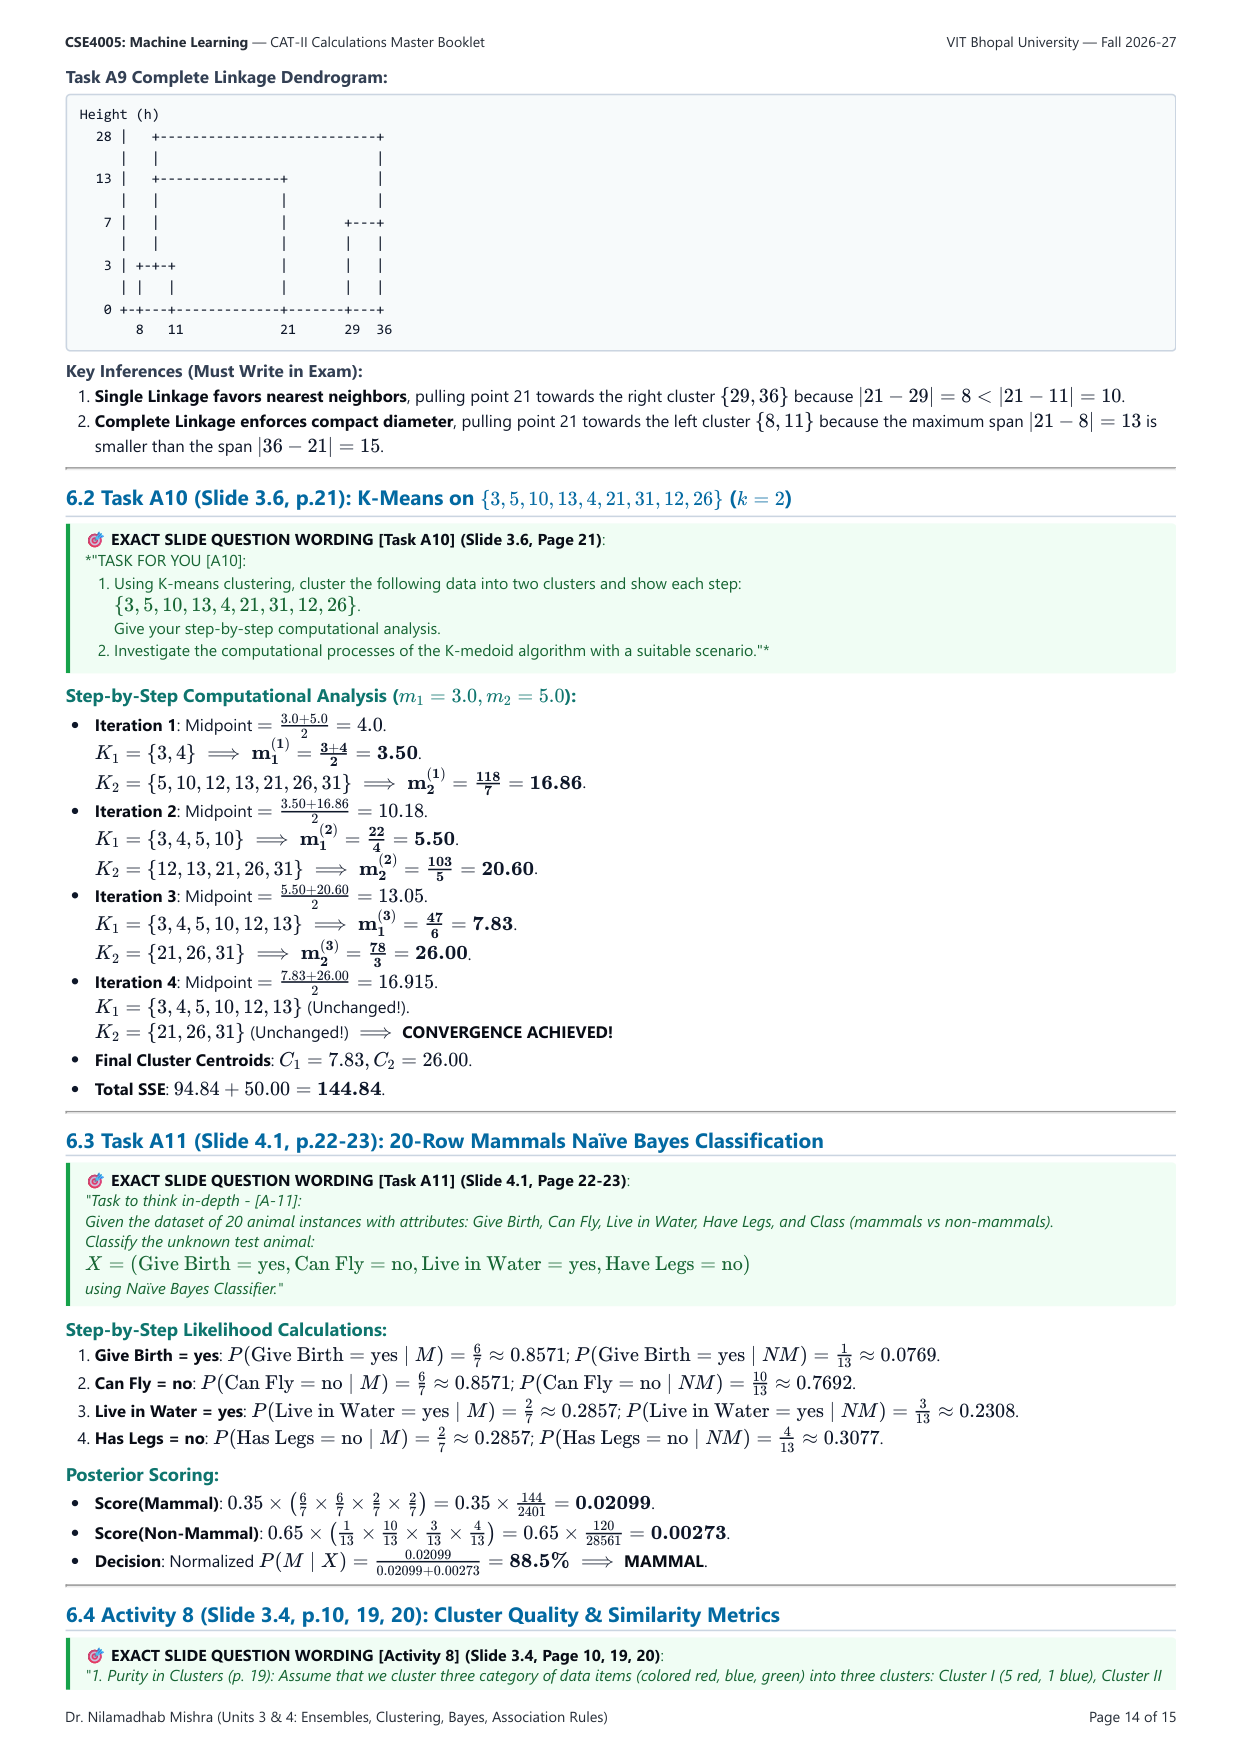 CSE4005: Machine Learning — CAT-II Calculations Master Booklet
VIT Bhopal University — Fall 2026-27
Task A9 Complete Linkage Dendrogram:
Height (h)
  28 |   +---------------------------+
     |   |                           |
  13 |   +---------------+           |
     |   |               |           |
   7 |   |               |       +---+
     |   |               |       |   |
   3 | +-+-+             |       |   |
     | |   |             |       |   |
   0 +-+---+-------------+-------+---+
       8   11            21      29  36
Key Inferences (Must Write in Exam):
1. Single Linkage favors nearest neighbors, pulling point 21 towards the right cluster {29, 36} because |21 − 29| = 8 < |21 − 11| = 10.
2. Complete Linkage enforces compact diameter, pulling point 21 towards the left cluster {8, 11} because the maximum span |21 − 8| = 13 is
smaller than the span |36 − 21| = 15.
6.2 Task A10 (Slide 3.6, p.21): K-Means on {3, 5, 10, 13, 4, 21, 31, 12, 26} (k = 2)
🎯 EXACT SLIDE QUESTION WORDING [Task A10] (Slide 3.6, Page 21):
*"TASK FOR YOU [A10]:
1. Using K-means clustering, cluster the following data into two clusters and show each step:
{3, 5, 10, 13, 4, 21, 31, 12, 26}.
Give your step-by-step computational analysis.
2. Investigate the computational processes of the K-medoid algorithm with a suitable scenario."*
Step-by-Step Computational Analysis (m₁ = 3.0, m₂ = 5.0):
• Iteration 1: Midpoint = (3.0+5.0)/2 = 4.0.
K₁ = {3, 4} ⟹ m₁⁽¹⁾ = (3+4)/2 = 3.50.
K₂ = {5, 10, 12, 13, 21, 26, 31} ⟹ m₂⁽¹⁾ = 118/7 = 16.86.
• Iteration 2: Midpoint = (3.50+16.86)/2 = 10.18.
K₁ = {3, 4, 5, 10} ⟹ m₁⁽²⁾ = 22/4 = 5.50.
K₂ = {12, 13, 21, 26, 31} ⟹ m₂⁽²⁾ = 103/5 = 20.60.
• Iteration 3: Midpoint = (5.50+20.60)/2 = 13.05.
K₁ = {3, 4, 5, 10, 12, 13} ⟹ m₁⁽³⁾ = 47/6 = 7.83.
K₂ = {21, 26, 31} ⟹ m₂⁽³⁾ = 78/3 = 26.00.
• Iteration 4: Midpoint = (7.83+26.00)/2 = 16.915.
K₁ = {3, 4, 5, 10, 12, 13} (Unchanged!).
K₂ = {21, 26, 31} (Unchanged!) ⟹ CONVERGENCE ACHIEVED!
• Final Cluster Centroids: C₁ = 7.83, C₂ = 26.00.
• Total SSE: 94.84 + 50.00 = 144.84.
6.3 Task A11 (Slide 4.1, p.22-23): 20-Row Mammals Naïve Bayes Classification
🎯 EXACT SLIDE QUESTION WORDING [Task A11] (Slide 4.1, Page 22-23):
"Task to think in-depth - [A-11]:
Given the dataset of 20 animal instances with attributes: Give Birth, Can Fly, Live in Water, Have Legs, and Class (mammals vs non-mammals).
Classify the unknown test animal:
X = (Give Birth = yes, Can Fly = no, Live in Water = yes, Have Legs = no)
using Naïve Bayes Classifier."
Step-by-Step Likelihood Calculations:
1. Give Birth = yes: P(Give Birth = yes | M) = 6/7 ≈ 0.8571; P(Give Birth = yes | NM) = 1/13 ≈ 0.0769.
2. Can Fly = no: P(Can Fly = no | M) = 6/7 ≈ 0.8571; P(Can Fly = no | NM) = 10/13 ≈ 0.7692.
3. Live in Water = yes: P(Live in Water = yes | M) = 2/7 ≈ 0.2857; P(Live in Water = yes | NM) = 3/13 ≈ 0.2308.
4. Has Legs = no: P(Has Legs = no | M) = 2/7 ≈ 0.2857; P(Has Legs = no | NM) = 4/13 ≈ 0.3077.
Posterior Scoring:
• Score(Mammal): 0.35 × (6/7 × 6/7 × 2/7 × 2/7) = 0.35 × 144/2401 = 0.02099.
• Score(Non-Mammal): 0.65 × (1/13 × 10/13 × 3/13 × 4/13) = 0.65 × 120/28561 = 0.00273.
• Decision: Normalized P(M | X) = 0.02099/(0.02099+0.00273) = 88.5% ⟹ MAMMAL.
6.4 Activity 8 (Slide 3.4, p.10, 19, 20): Cluster Quality & Similarity Metrics
🎯 EXACT SLIDE QUESTION WORDING [Activity 8] (Slide 3.4, Page 10, 19, 20):
"1. Purity in Clusters (p. 19): Assume that we cluster three category of data items (colored red, blue, green) into three clusters: Cluster I (5 red, 1 blue), Cluster II
Dr. Nilamadhab Mishra (Units 3 & 4: Ensembles, Clustering, Bayes, Association Rules)
Page 14 of 15